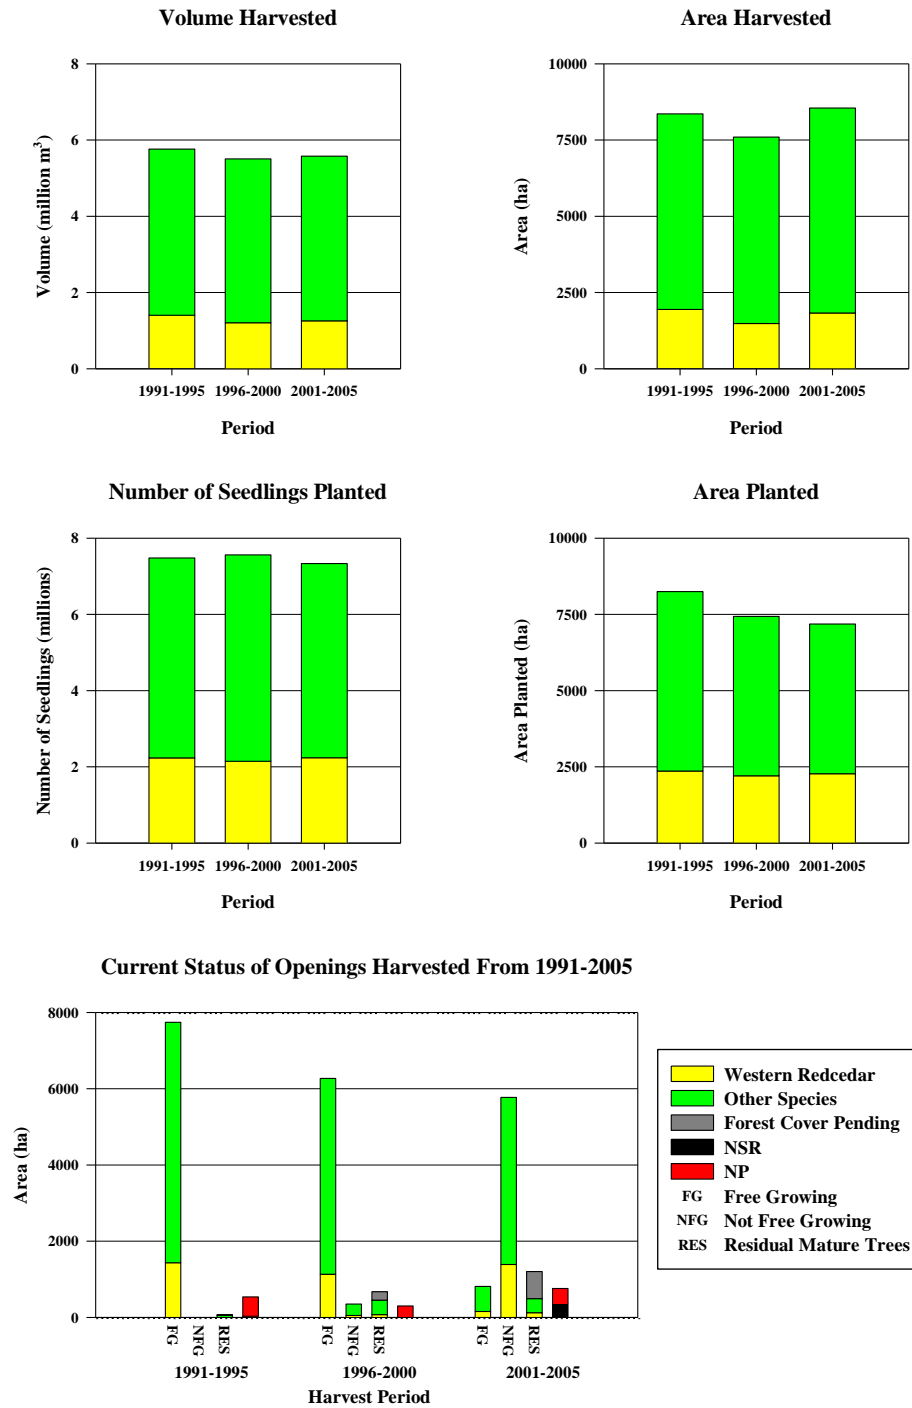 Volume Harvested
Area Harvested
8
6
4
2
0
Volume (million m³)
1991-1995 1996-2000 2001-2005
Period
10000
7500
5000
2500
0
Area (ha)
1991-1995 1996-2000 2001-2005
Period
Number of Seedlings Planted
Area Planted
8
6
4
2
0
Number of Seedlings (millions)
1991-1995 1996-2000 2001-2005
Period
10000
7500
5000
2500
0
Area Planted (ha)
1991-1995 1996-2000 2001-2005
Period
Current Status of Openings Harvested From 1991-2005
8000
6000
4000
2000
0
Area (ha)
FG NFG RES FG NFG RES FG NFG RES
1991-1995 1996-2000 2001-2005
Harvest Period
Western Redcedar
Other Species
Forest Cover Pending
NSR
NP
FG Free Growing
NFG Not Free Growing
RES Residual Mature Trees